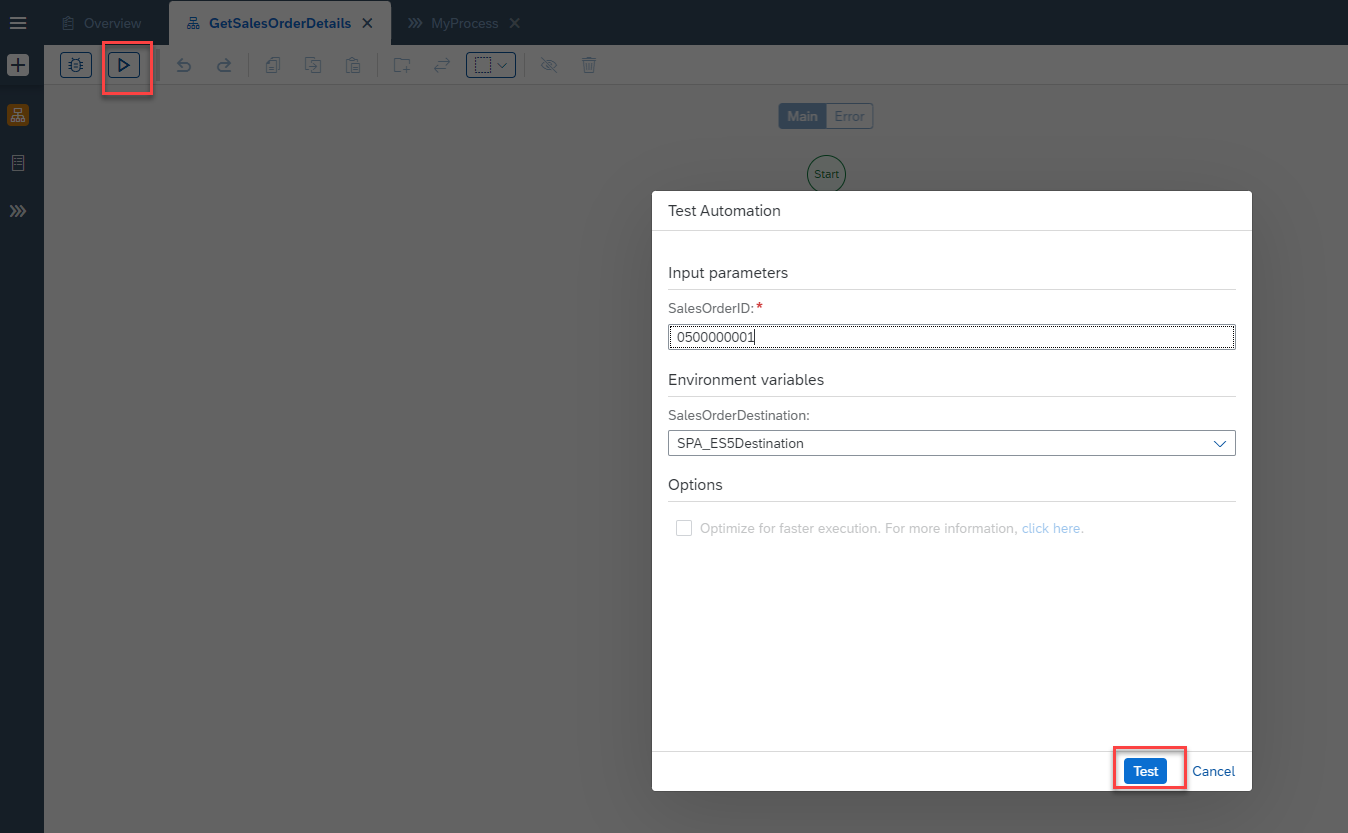 Overview
GetSalesOrderDetails
MyProcess
Main
Error
Start
Test Automation
Input parameters
SalesOrderID:*
0500000001
Environment variables
SalesOrderDestination:
SPA_ES5Destination
Options
Optimize for faster execution. For more information, click here.
Test
Cancel